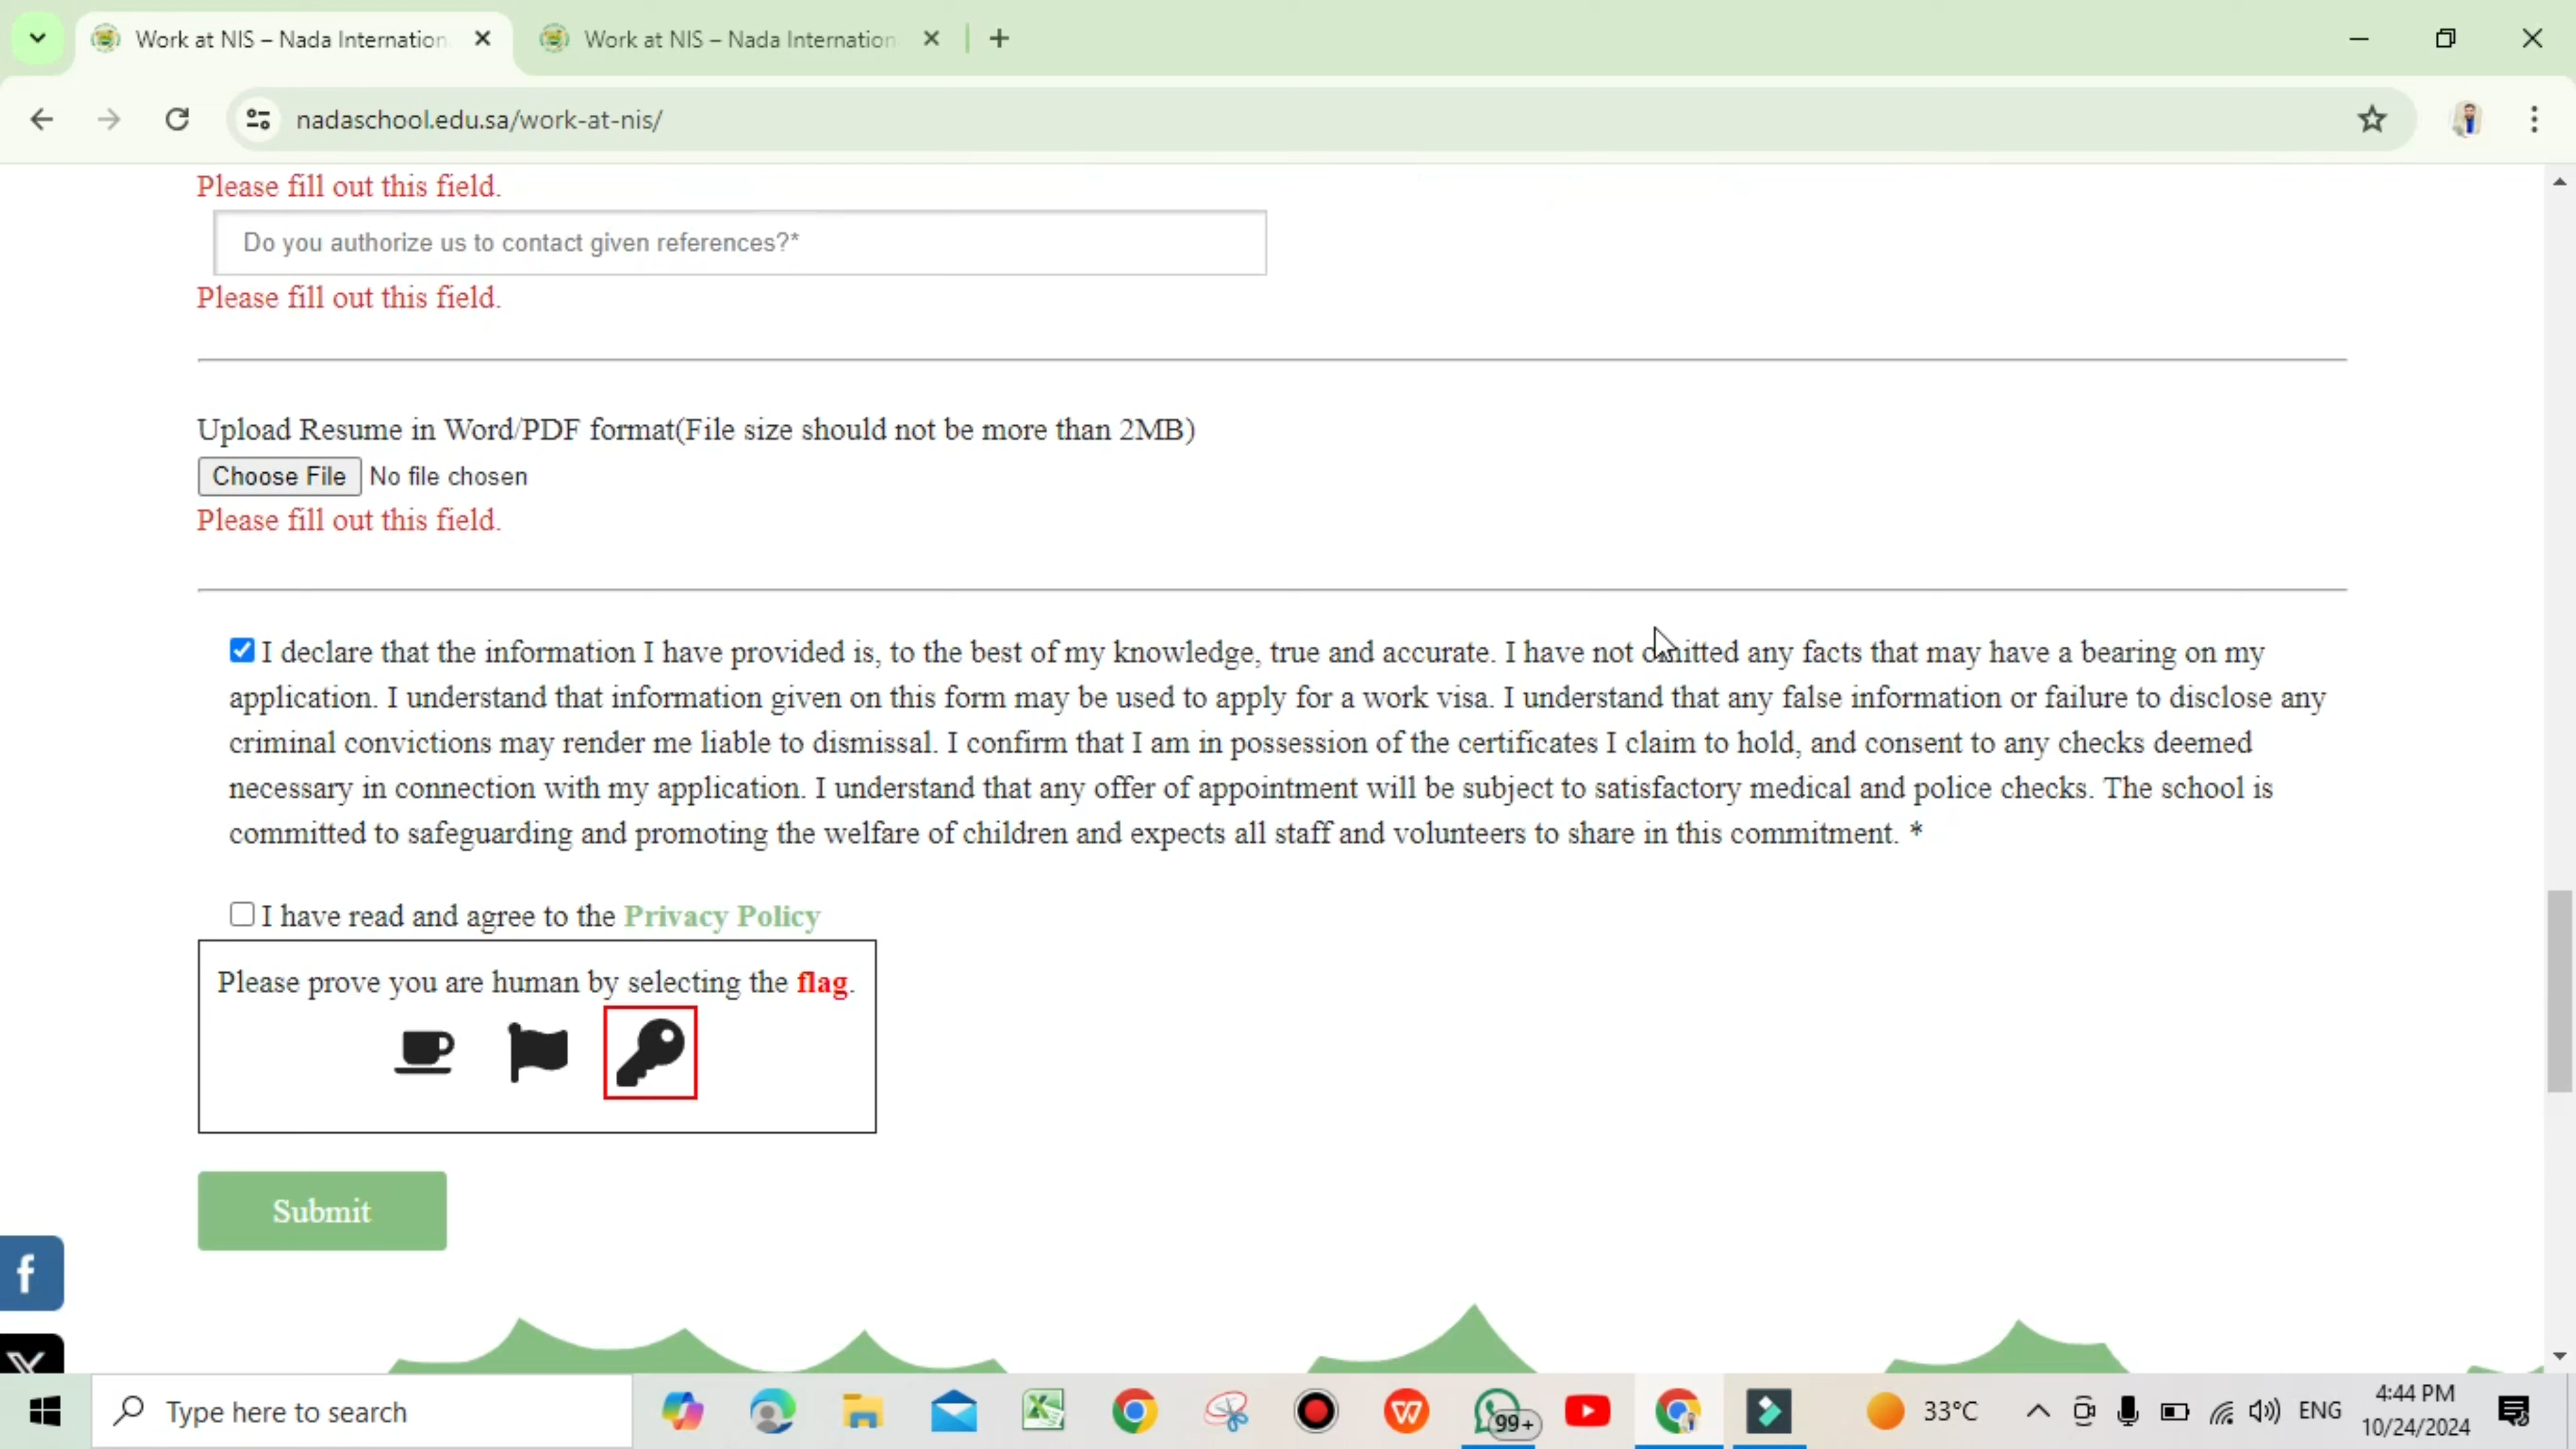 Work at NIS – Nada Internation
Work at NIS – Nada Internation
nadaschool.edu.sa/work-at-nis/
Please fill out this field.
Do you authorize us to contact given references?*
Please fill out this field.
Upload Resume in Word/PDF format(File size should not be more than 2MB)
Choose File No file chosen
Please fill out this field.
I declare that the information I have provided is, to the best of my knowledge, true and accurate. I have not omitted any facts that may have a bearing on my
application. I understand that information given on this form may be used to apply for a work visa. I understand that any false information or failure to disclose any
criminal convictions may render me liable to dismissal. I confirm that I am in possession of the certificates I claim to hold, and consent to any checks deemed
necessary in connection with my application. I understand that any offer of appointment will be subject to satisfactory medical and police checks. The school is
committed to safeguarding and promoting the welfare of children and expects all staff and volunteers to share in this commitment. *
I have read and agree to the Privacy Policy
Please prove you are human by selecting the flag.
Submit
Type here to search
99+
33°C
ENG
4:44 PM
10/24/2024